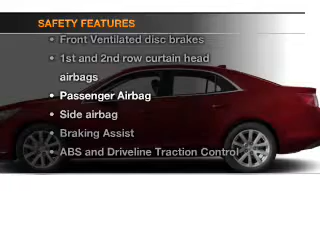 SAFETY FEATURES
• Front Ventilated disc brakes
• 1st and 2nd row curtain head
airbags
• Passenger Airbag
• Side airbag
• Braking Assist
• ABS and Driveline Traction Control